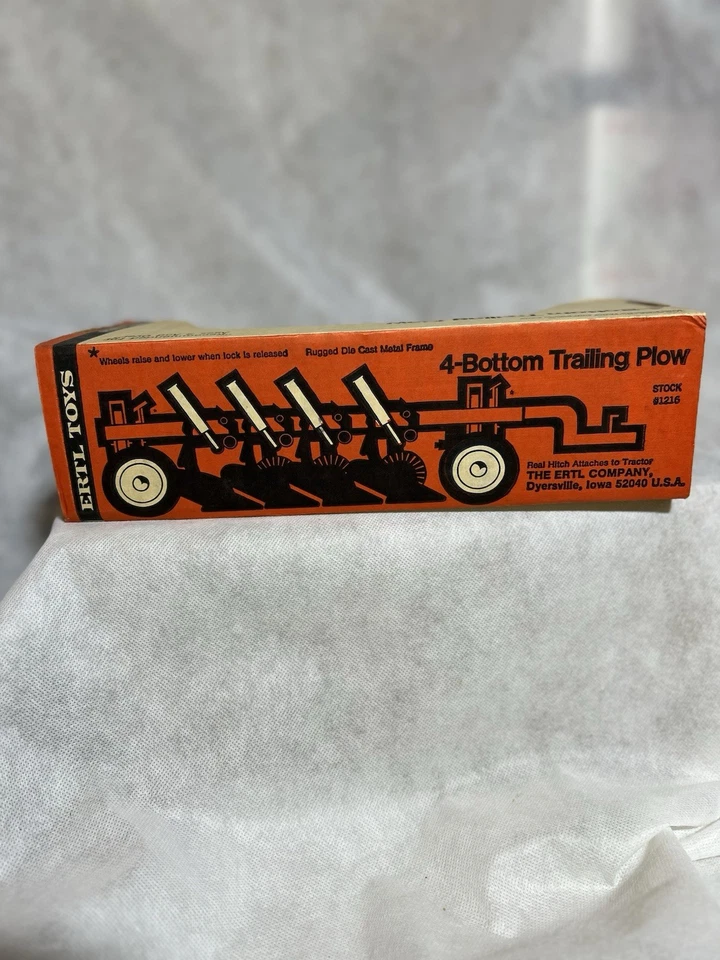 ERTL TOYS
★ Wheels raise and lower when lock is released
Rugged Die Cast Metal Frame
4-Bottom Trailing Plow
STOCK
#1216
Real Hitch Attaches to Tractor
THE ERTL COMPANY,
Dyersville, Iowa 52040 U.S.A.